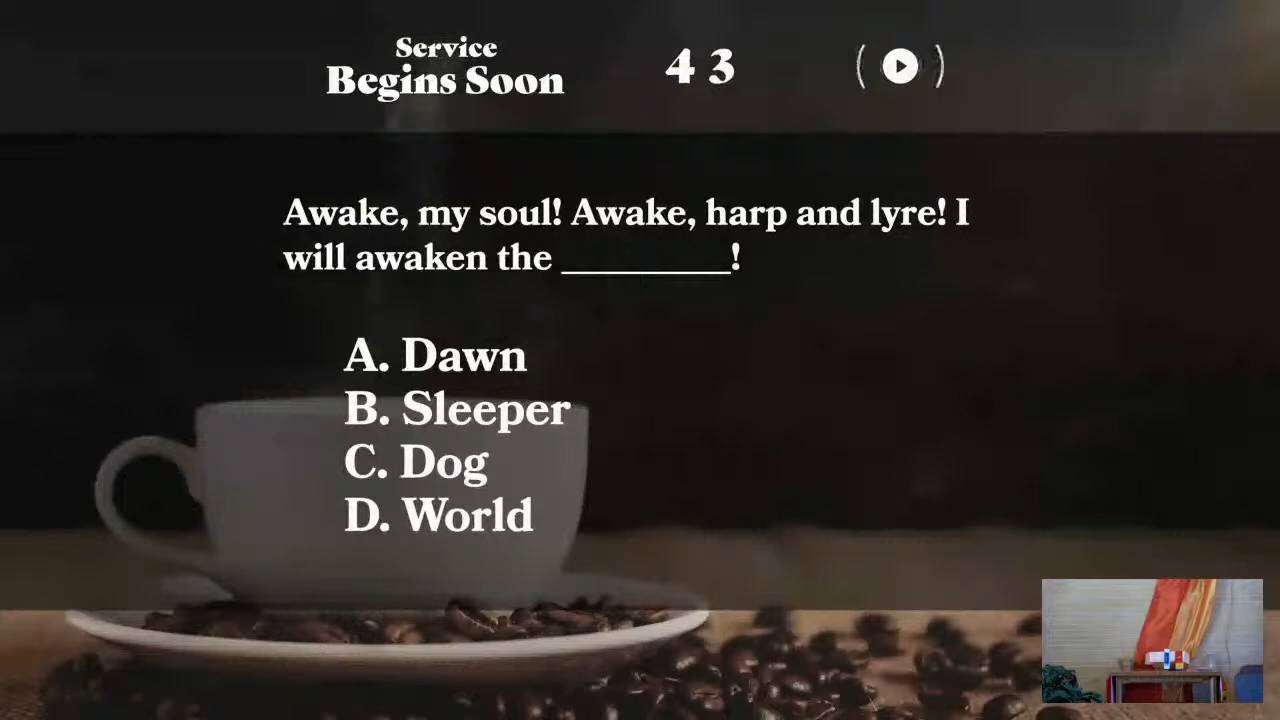 Service
Begins Soon
4 3
Awake, my soul! Awake, harp and lyre! I
will awaken the _________!
A. Dawn
B. Sleeper
C. Dog
D. World